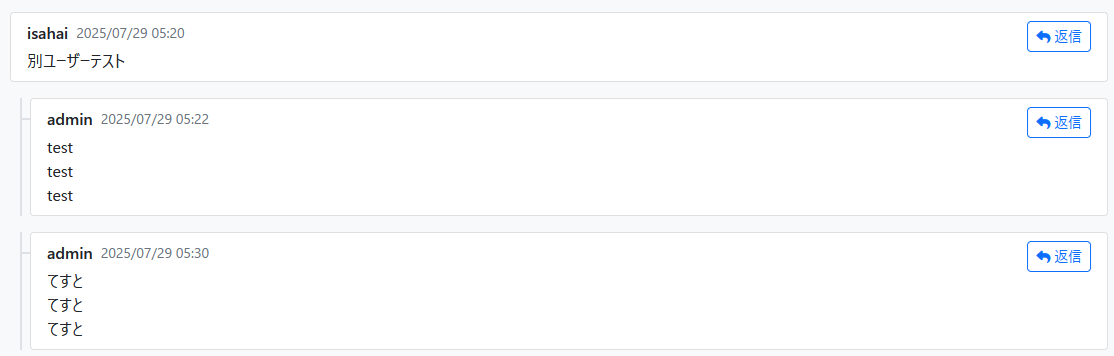 isahai 2025/07/29 05:20 返信
別ユーザーテスト
admin 2025/07/29 05:22 返信
test
test
test
admin 2025/07/29 05:30 返信
てすと
てすと
てすと